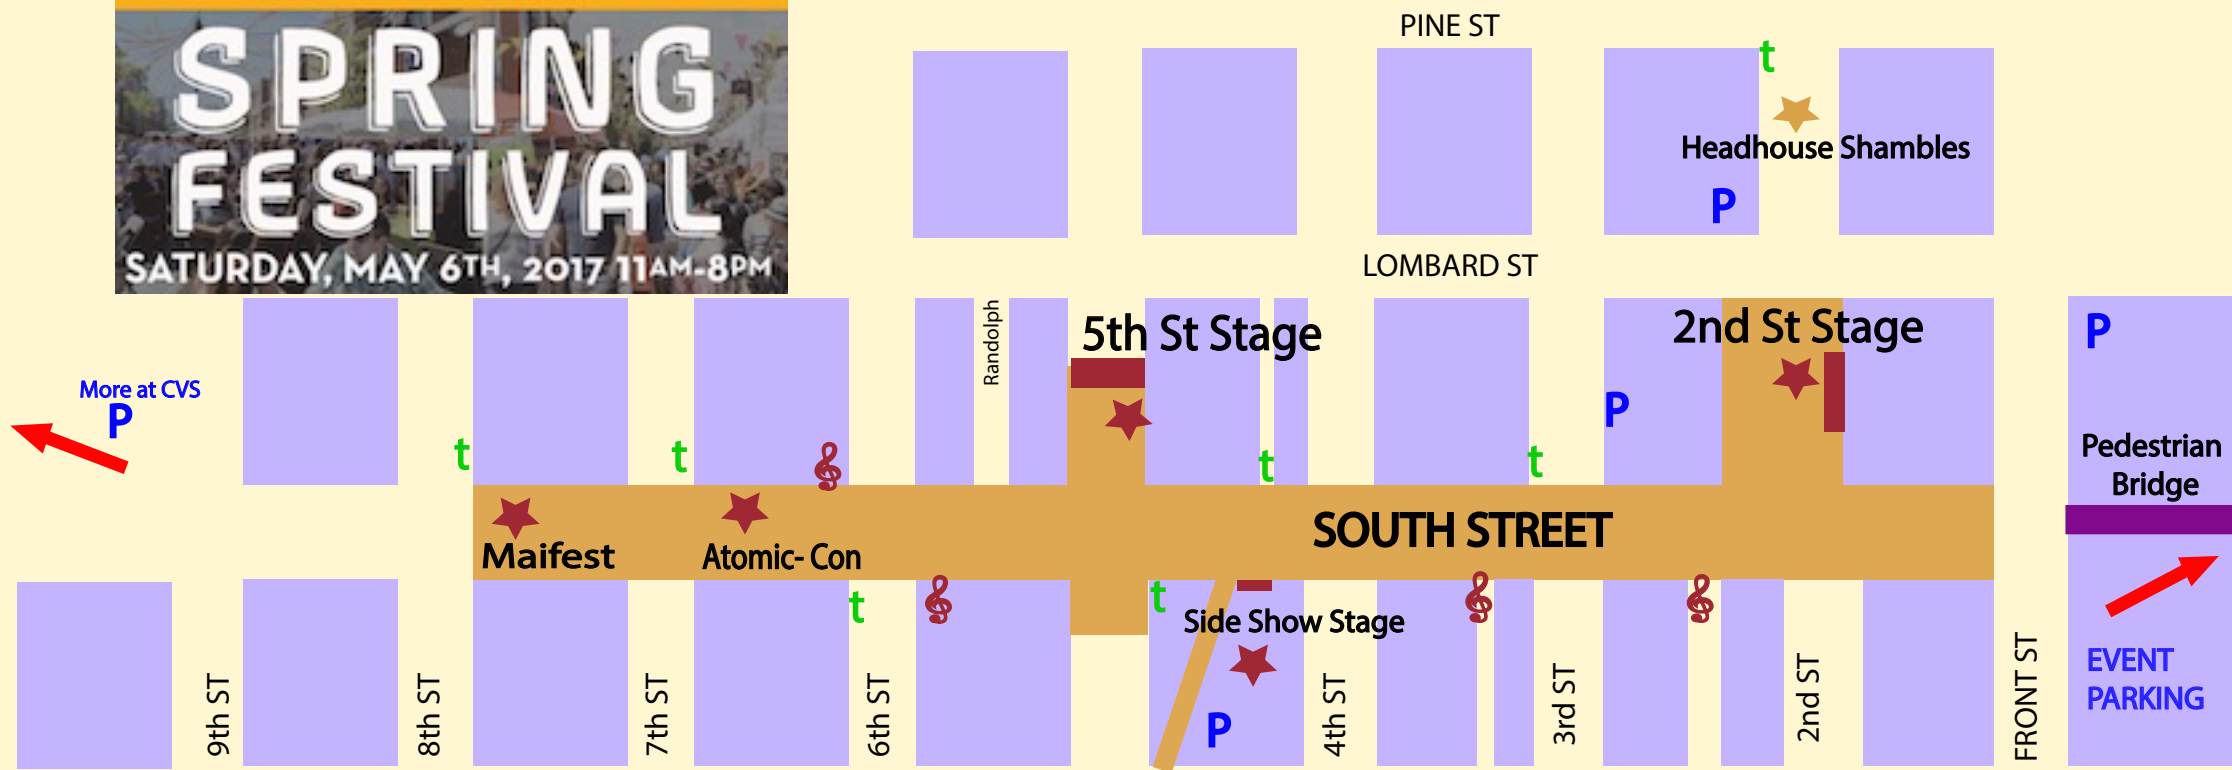 SPRING
FESTIVAL
SATURDAY, MAY 6TH, 2017 11AM-8PM
PINE ST
t
Headhouse Shambles
P
LOMBARD ST
Randolph
5th St Stage
2nd St Stage
P
More at CVS
P
P
t
t
t
t
Pedestrian
Bridge
SOUTH STREET
Maifest
Atomic- Con
t
t
Side Show Stage
P
EVENT
PARKING
9th ST
8th ST
7th ST
6th ST
4th ST
3rd ST
2nd ST
FRONT ST